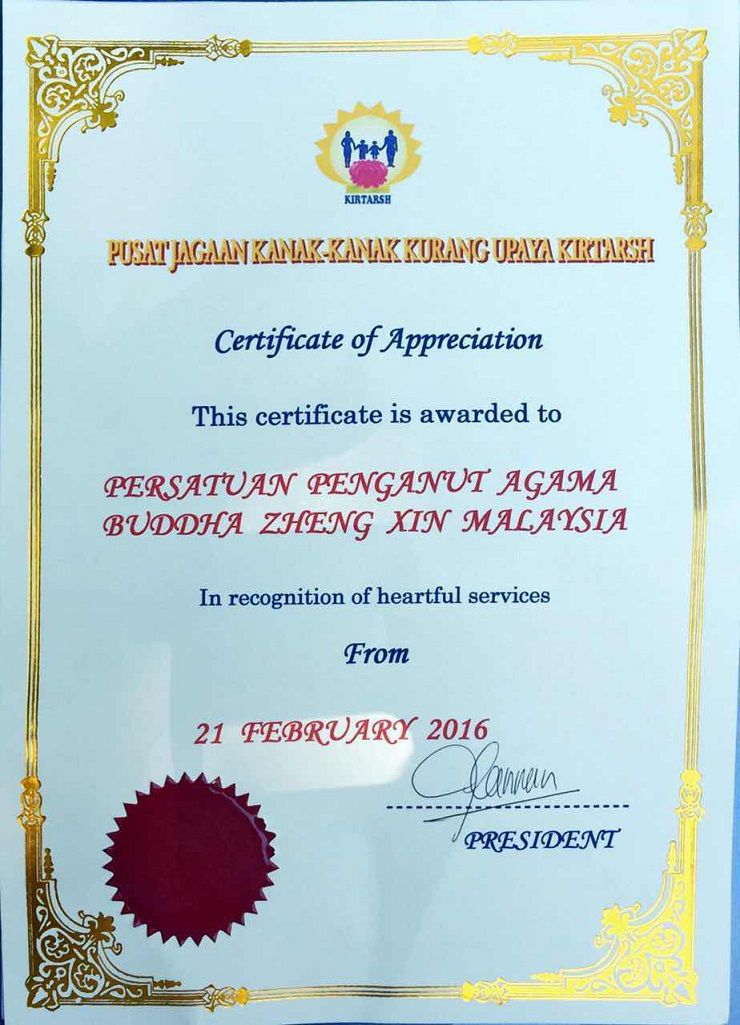 KIRTARSH
PUSAT JAGAAN KANAK-KANAK KURANG UPAYA KIRTARSH
Certificate of Appreciation
This certificate is awarded to
PERSATUAN PENGANUT AGAMA
BUDDHA ZHENG XIN MALAYSIA
In recognition of heartful services
From
21 FEBRUARY 2016
PRESIDENT